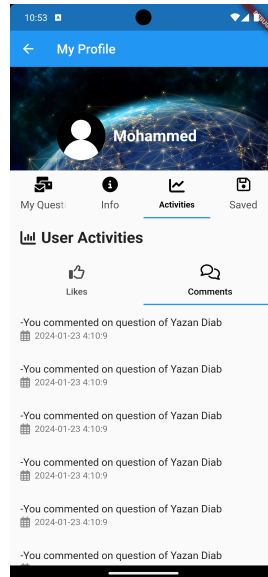 10:53
My Profile
Mohammed
My Questi
Info
Activities
Saved
User Activities
Likes
Comments
-You commented on question of Yazan Diab
2024-01-23 4:10:9
-You commented on question of Yazan Diab
2024-01-23 4:10:9
-You commented on question of Yazan Diab
2024-01-23 4:10:9
-You commented on question of Yazan Diab
2024-01-23 4:10:9
-You commented on question of Yazan Diab
2024-01-23 4:10:9
-You commented on question of Yazan Diab